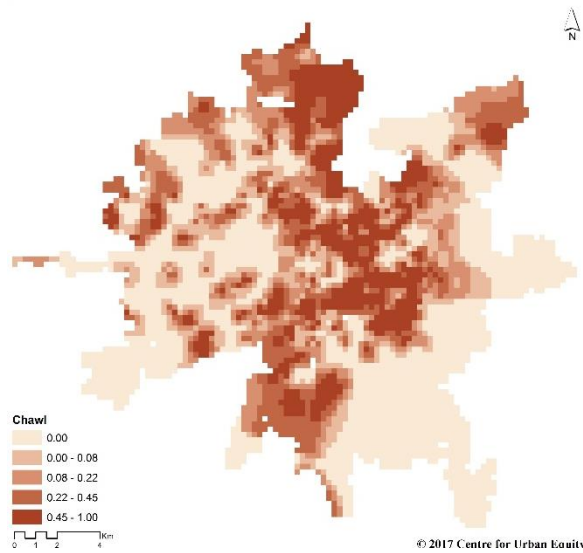 N
Chawl
0.00
0.00 - 0.08
0.08 - 0.22
0.22 - 0.45
0.45 - 1.00
Km
0 1 2 4
© 2017 Centre for Urban Equity